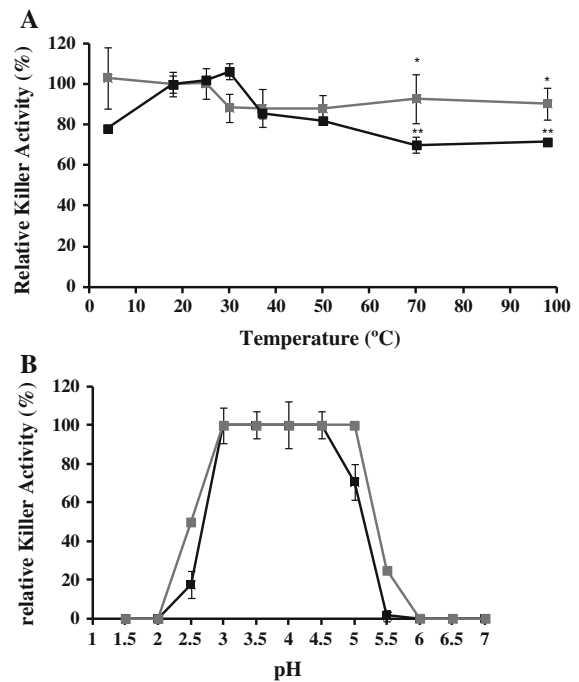 A
Relative Killer Activity (%)
120
100
80
60
40
20
0
* *
** **
0 10 20 30 40 50 60 70 80 90 100
Temperature (ºC)
B
relative Killer Activity (%)
120
100
80
60
40
20
0
1 1.5 2 2.5 3 3.5 4 4.5 5 5.5 6 6.5 7
pH